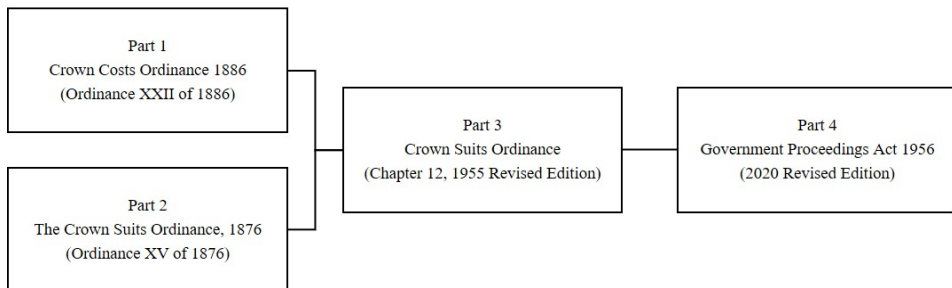 Part 1
Crown Costs Ordinance 1886
(Ordinance XXII of 1886)
Part 2
The Crown Suits Ordinance, 1876
(Ordinance XV of 1876)
Part 3
Crown Suits Ordinance
(Chapter 12, 1955 Revised Edition)
Part 4
Government Proceedings Act 1956
(2020 Revised Edition)